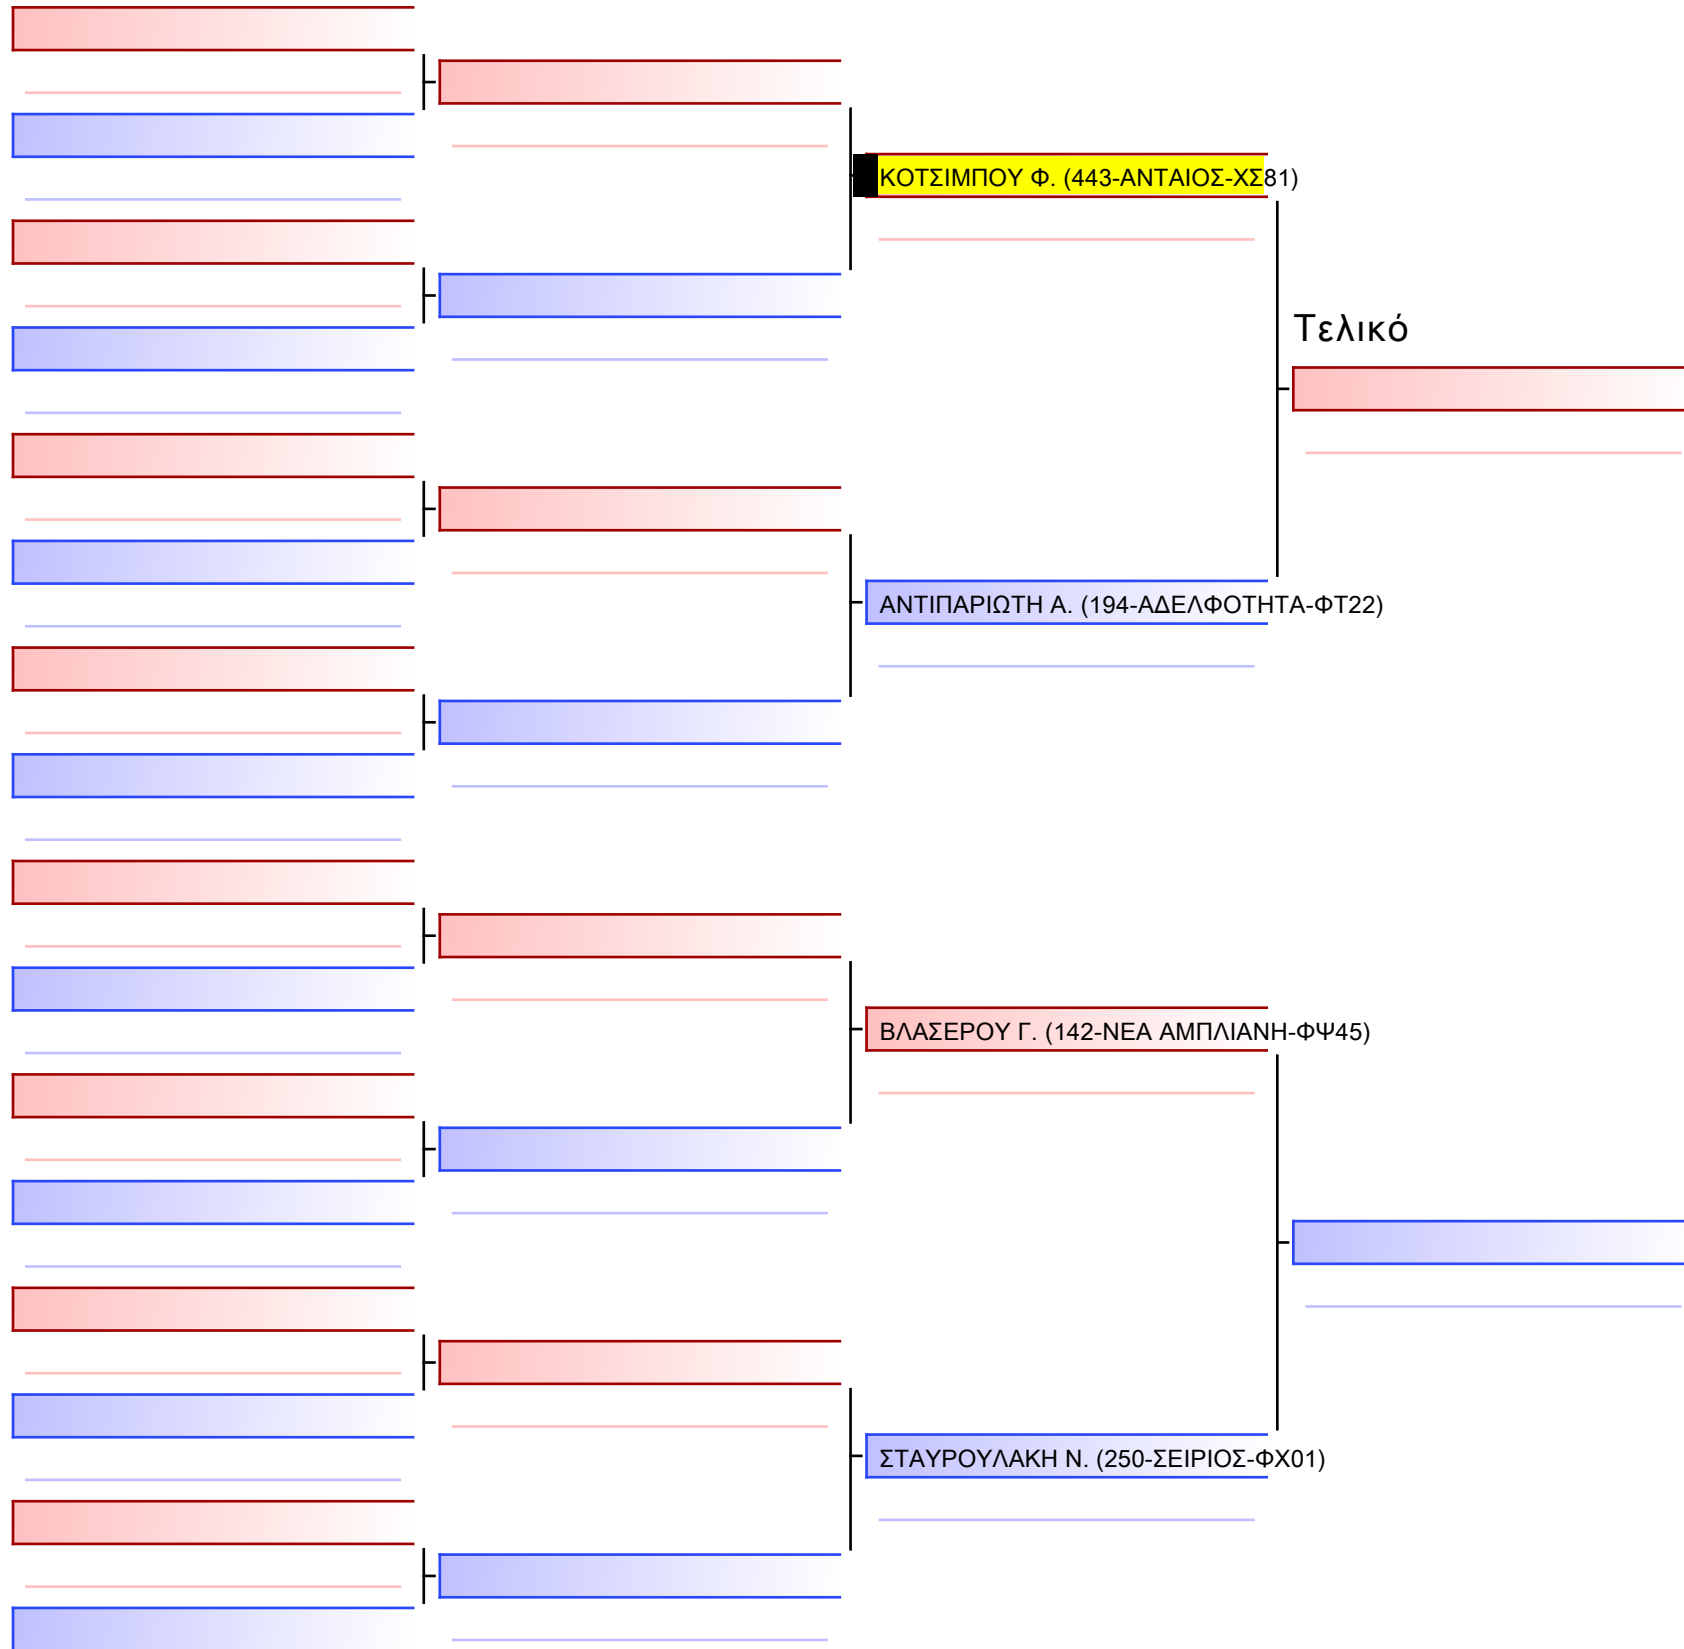 ΚΟΤΣΙΜΠΟΥ Φ. (443-ΑΝΤΑΙΟΣ-ΧΣ81)
Τελικό
ΑΝΤΙΠΑΡΙΩΤΗ Α. (194-ΑΔΕΛΦΟΤΗΤΑ-ΦΤ22)
ΒΛΑΣΕΡΟΥ Γ. (142-ΝΕΑ ΑΜΠΛΙΑΝΗ-ΦΨ45)
ΣΤΑΥΡΟΥΛΑΚΗ Ν. (250-ΣΕΙΡΙΟΣ-ΦΧ01)